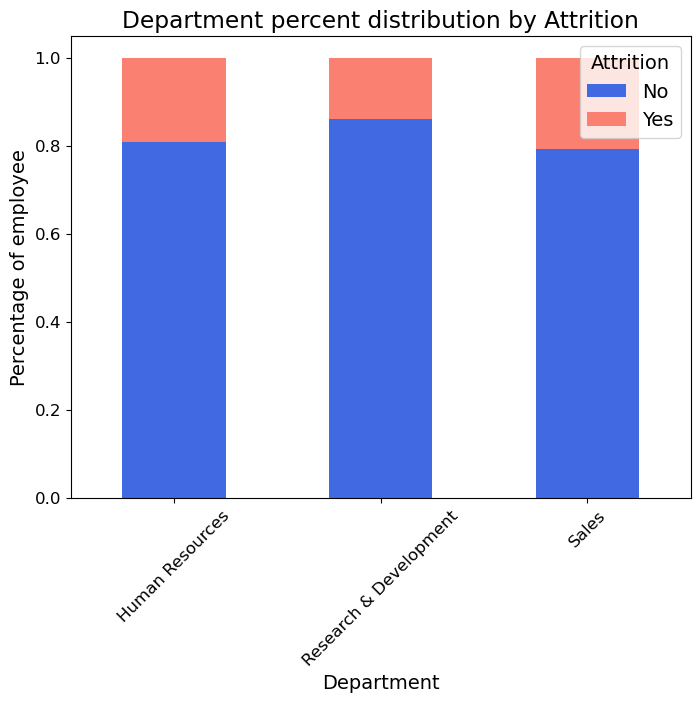 Department percent distribution by Attrition
Attrition
No
Yes
Percentage of employee
1.0
0.8
0.6
0.4
0.2
0.0
Human Resources
Research & Development
Sales
Department